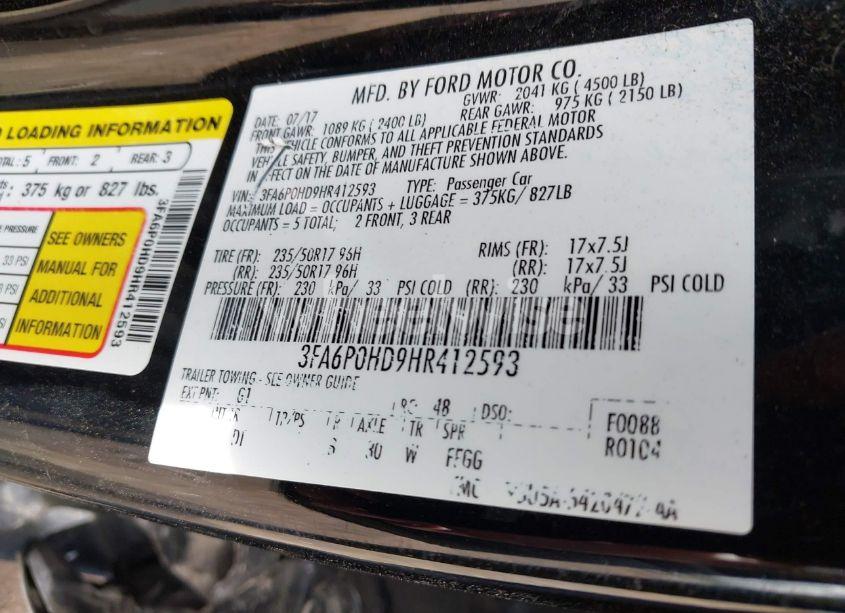 LOADING INFORMATION
TOTAL: 5 FRONT: 2 REAR: 3
375 kg or 827 lbs.
PRESSURE
33 PSI
PSI
SEE OWNERS
MANUAL FOR
ADDITIONAL
INFORMATION
3FA6P0HD9HR412593
MFD. BY FORD MOTOR CO.
DATE: 07/17 GVWR: 2041 KG ( 4500 LB)
FRONT GAWR: 1089 KG ( 2400 LB) REAR GAWR: 975 KG ( 2150 LB)
THIS VEHICLE CONFORMS TO ALL APPLICABLE FEDERAL MOTOR
VEHICLE SAFETY, BUMPER, AND THEFT PREVENTION STANDARDS
IN EFFECT ON THE DATE OF MANUFACTURE SHOWN ABOVE.
VIN: 3FA6P0HD9HR412593 TYPE: Passenger Car
MAXIMUM LOAD = OCCUPANTS + LUGGAGE = 375KG/ 827LB
OCCUPANTS = 5 TOTAL; 2 FRONT, 3 REAR
TIRE (FR): 235/50R17 96H RIMS (FR): 17x7.5J
(RR): 235/50R17 96H (RR): 17x7.5J
PRESSURE (FR): 230 kPa/ 33 PSI COLD (RR): 230 kPa/ 33 PSI COLD
3FA6P0HD9HR412593
TRAILER TOWING - SEE OWNER GUIDE
EXT PNT: G1 RC: 48 DSO: F0088
AXLE TR SPR R0104
W FFGG